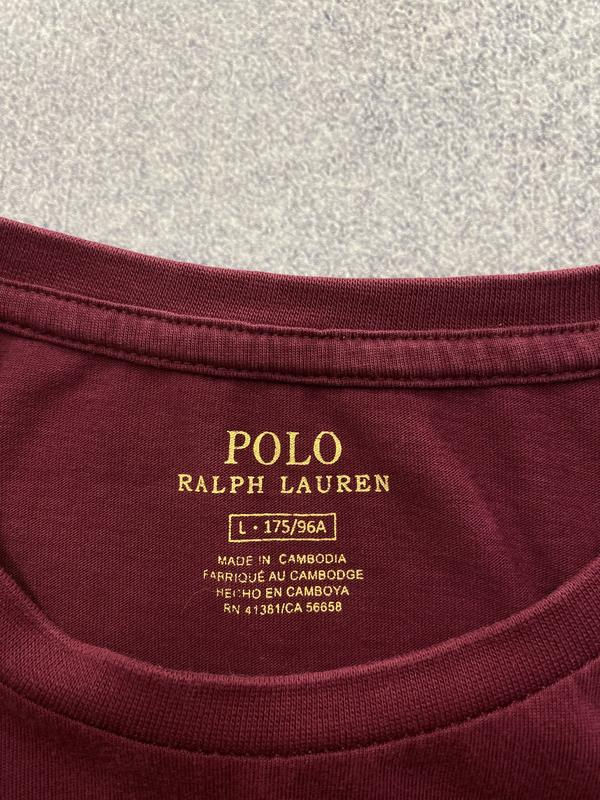 POLO
RALPH LAUREN
L • 175/96A
MADE IN CAMBODIA
FABRIQUÉ AU CAMBODGE
HECHO EN CAMBOYA
RN 41381/CA 56658